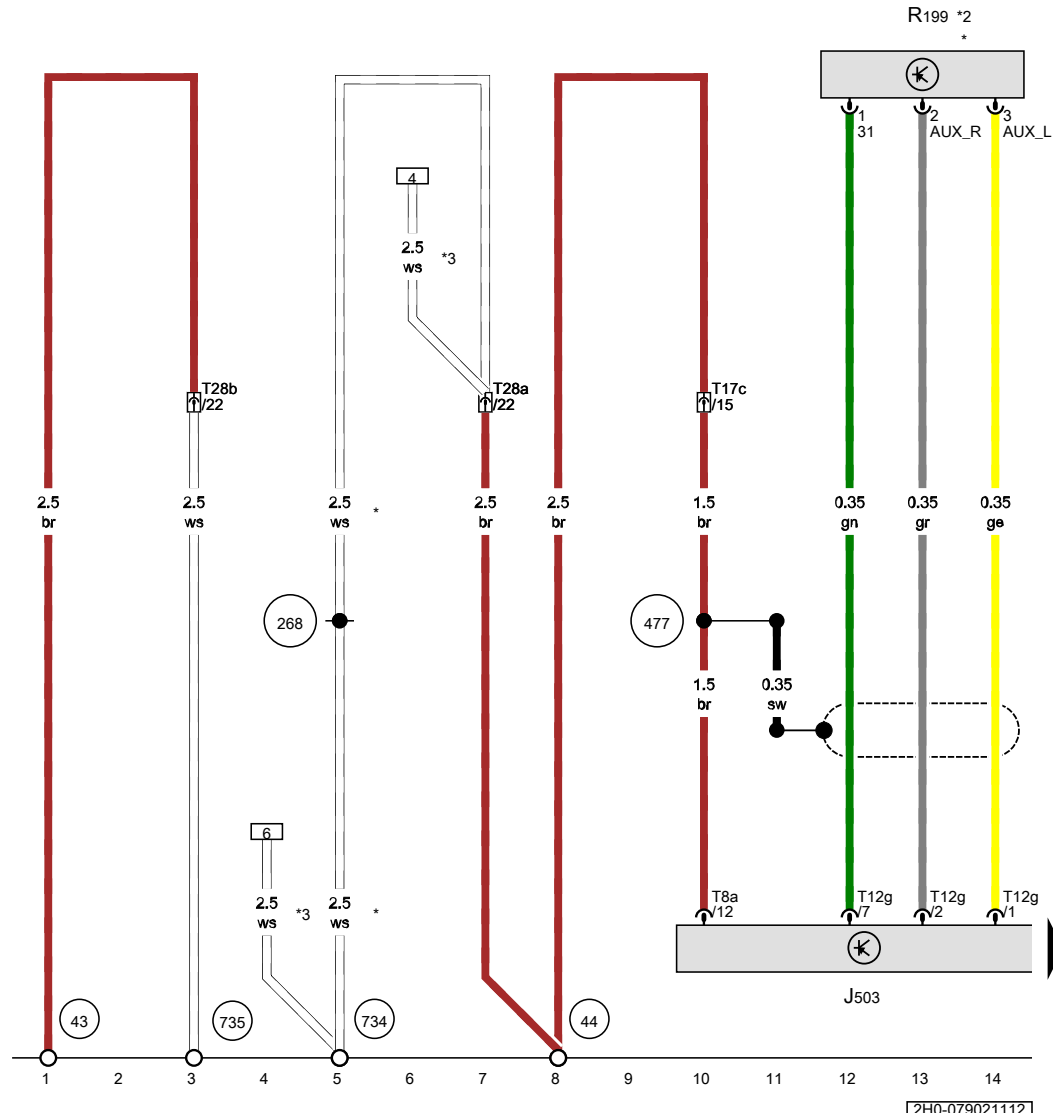 R199 *2
*
1
31
2
AUX_R
3
AUX_L
4
2.5
ws
*3
T28b
/22
T28a
/22
T17c
/15
2.5
br
2.5
ws
2.5
ws
*
2.5
br
2.5
br
1.5
br
0.35
gn
0.35
gr
0.35
ge
268
477
1.5
br
0.35
sw
6
2.5
ws
*3
2.5
ws
*
T8a
/12
T12g
/7
T12g
/2
T12g
/1
J503
43
735
734
44
1 2 3 4 5 6 7 8 9 10 11 12 13 14
2H0-079021112